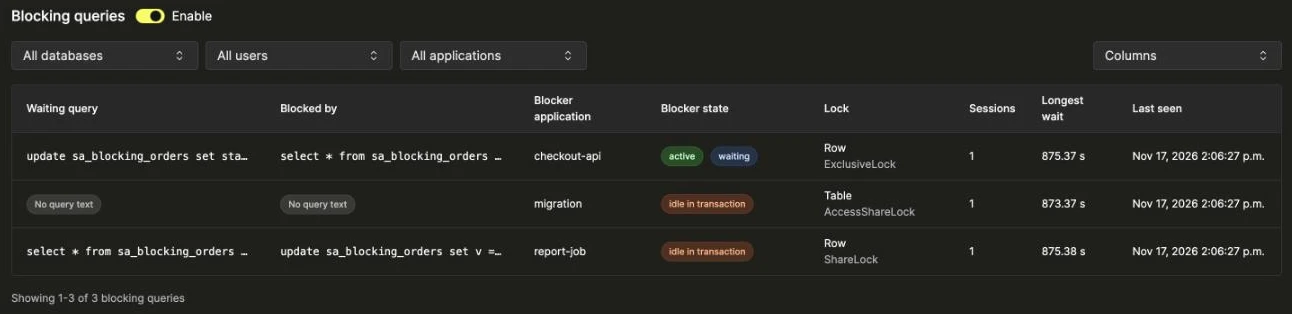 Blocking queries Enable
All databases All users All applications Columns
Waiting query Blocked by Blocker application Blocker state Lock Sessions Longest wait Last seen
update sa_blocking_orders set sta… select * from sa_blocking_orders … checkout-api active waiting Row ExclusiveLock 1 875.37 s Nov 17, 2026 2:06:27 p.m.
No query text No query text migration idle in transaction Table AccessShareLock 1 873.37 s Nov 17, 2026 2:06:27 p.m.
select * from sa_blocking_orders … update sa_blocking_orders set v =… report-job idle in transaction Row ShareLock 1 875.38 s Nov 17, 2026 2:06:27 p.m.
Showing 1-3 of 3 blocking queries